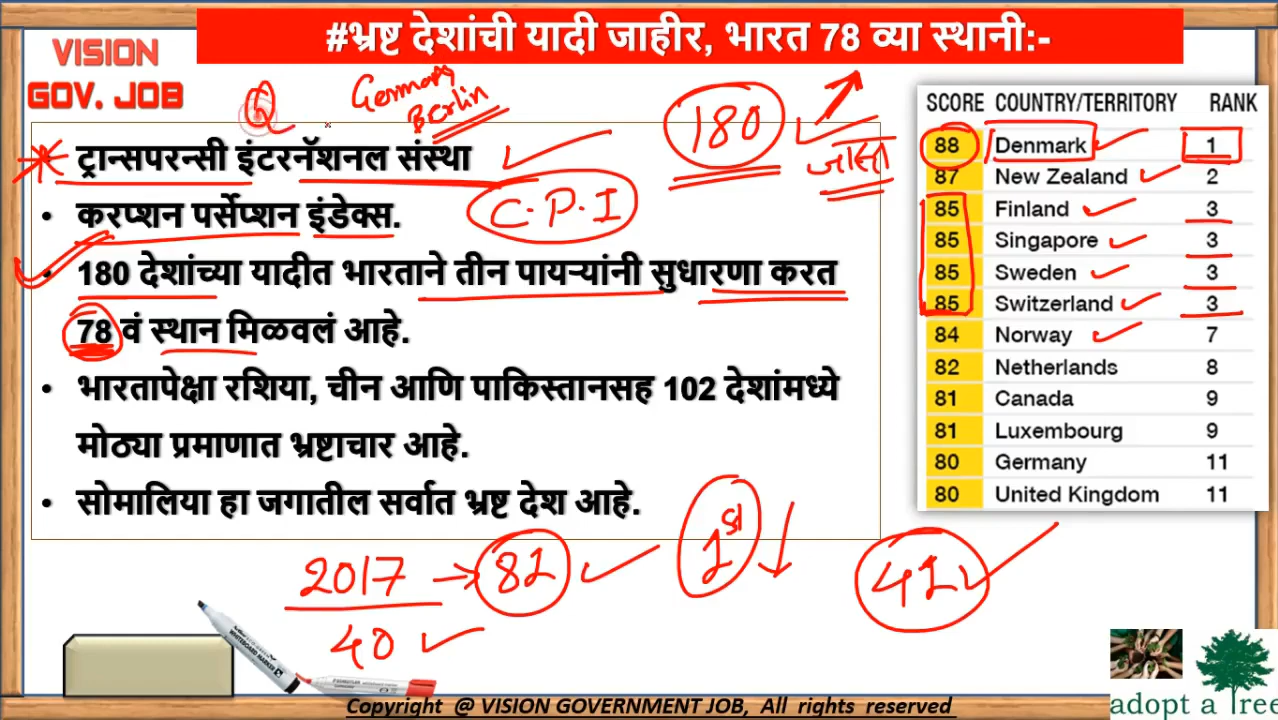 #भ्रष्ट देशांची यादी जाहीर, भारत 78 व्या स्थानी:-
VISION
GOV. JOB
Q
Germany
Berlin
180
जास्त
ट्रान्सपरन्सी इंटरनॅशनल संस्था
C.P.I
• करप्शन पर्सेप्शन इंडेक्स.
• 180 देशांच्या यादीत भारताने तीन पायऱ्यांनी सुधारणा करत
78 वं स्थान मिळवलं आहे.
• भारतापेक्षा रशिया, चीन आणि पाकिस्तानसह 102 देशांमध्ये
मोठ्या प्रमाणात भ्रष्टाचार आहे.
• सोमालिया हा जगातील सर्वात भ्रष्ट देश आहे.
SCORE COUNTRY/TERRITORY RANK
88 Denmark 1
87 New Zealand 2
85 Finland 3
85 Singapore 3
85 Sweden 3
85 Switzerland 3
84 Norway 7
82 Netherlands 8
81 Canada 9
81 Luxembourg 9
80 Germany 11
80 United Kingdom 11
2017 → 81
1st
41
40
WHITEBOARD MARKER
Copyright @ VISION GOVERNMENT JOB, All rights reserved
adopt a Tree